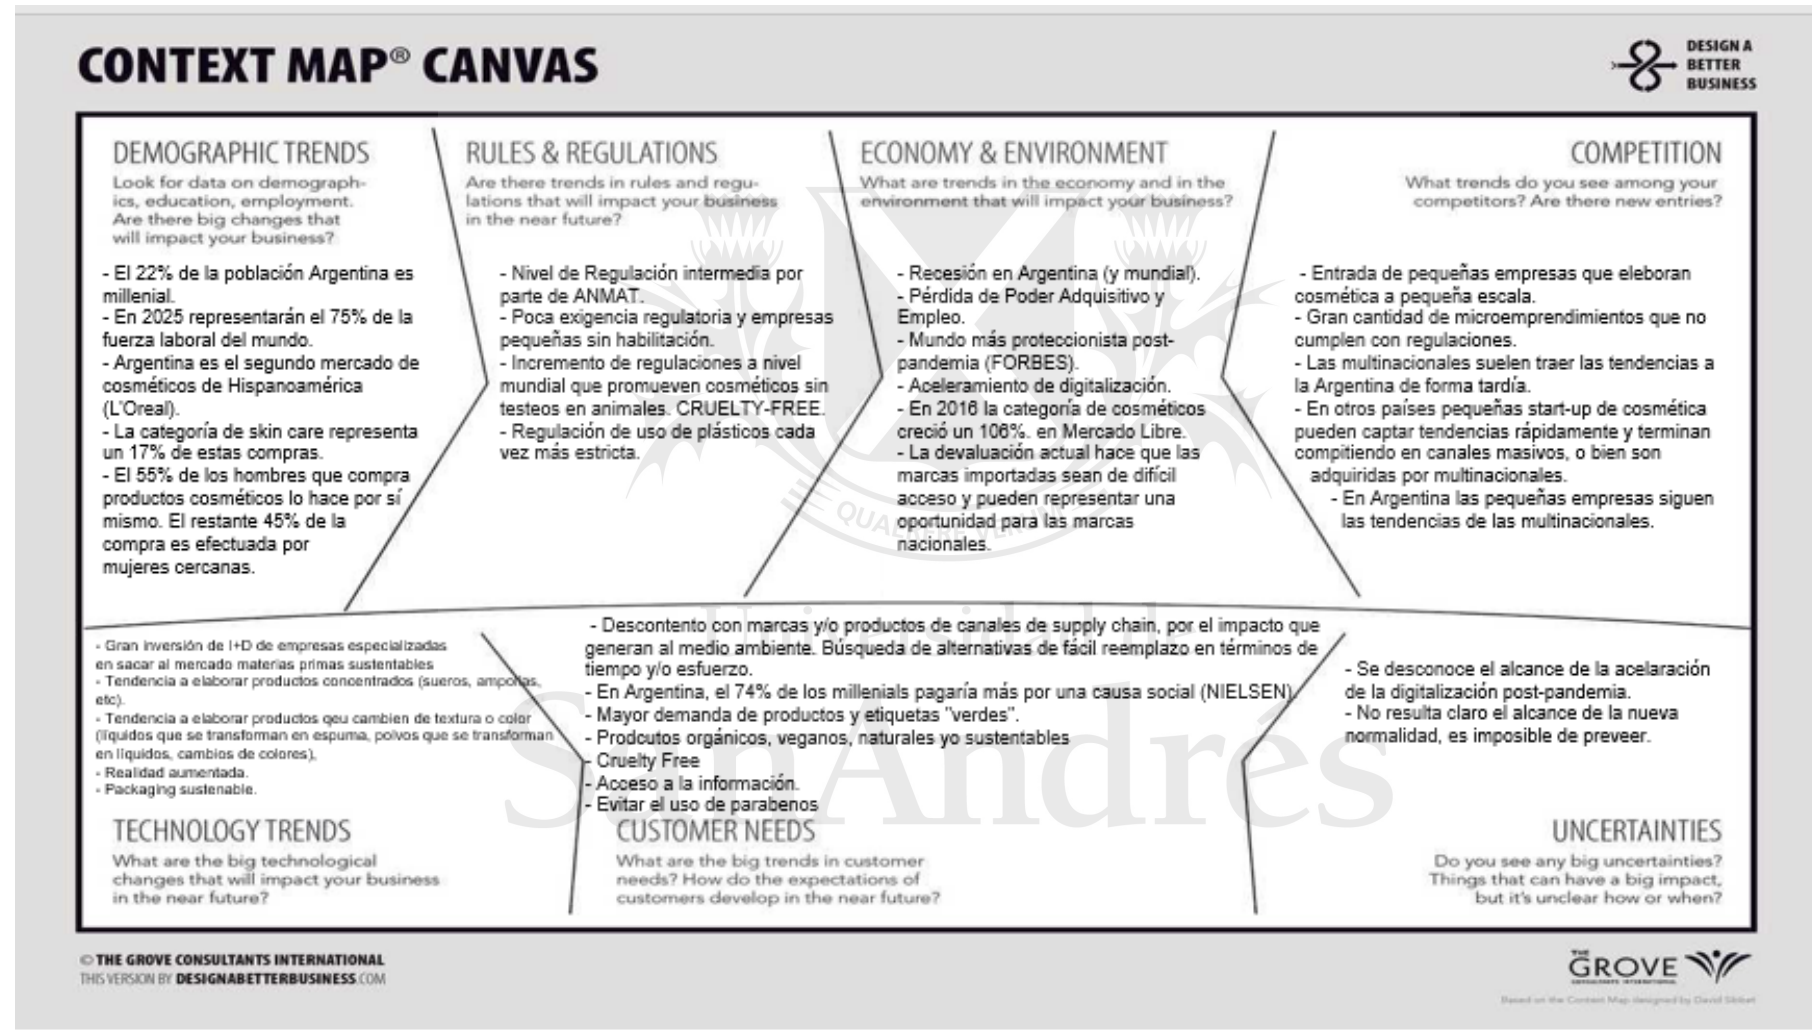 CONTEXT MAP® CANVAS
DESIGN A
BETTER
BUSINESS
DEMOGRAPHIC TRENDS
Look for data on demograph-
ics, education, employment.
Are there big changes that
will impact your business?
- El 22% de la población Argentina es
millenial.
- En 2025 representarán el 75% de la
fuerza laboral del mundo.
- Argentina es el segundo mercado de
cosméticos de Hispanoamérica
(L'Oreal).
- La categoría de skin care representa
un 17% de estas compras.
- El 55% de los hombres que compra
productos cosméticos lo hace por sí
mismo. El restante 45% de la
compra es efectuada por
mujeres cercanas.
RULES & REGULATIONS
Are there trends in rules and regu-
lations that will impact your business
in the near future?
- Nivel de Regulación intermedia por
parte de ANMAT.
- Poca exigencia regulatoria y empresas
pequeñas sin habilitación.
- Incremento de regulaciones a nivel
mundial que promueven cosméticos sin
testeos en animales. CRUELTY-FREE.
- Regulación de uso de plásticos cada
vez más estricta.
ECONOMY & ENVIRONMENT
What are trends in the economy and in the
environment that will impact your business?
- Recesión en Argentina (y mundial).
- Pérdida de Poder Adquisitivo y
Empleo.
- Mundo más proteccionista post-
pandemia (FORBES).
- Aceleramiento de digitalización.
- En 2016 la categoría de cosméticos
creció un 106%. en Mercado Libre.
- La devaluación actual hace que las
marcas importadas sean de difícil
acceso y pueden representar una
oportunidad para las marcas
nacionales.
COMPETITION
What trends do you see among your
competitors? Are there new entries?
- Entrada de pequeñas empresas que eleboran
cosmética a pequeña escala.
- Gran cantidad de microemprendimientos que no
cumplen con regulaciones.
- Las multinacionales suelen traer las tendencias a
la Argentina de forma tardía.
- En otros países pequeñas start-up de cosmética
pueden captar tendencias rápidamente y terminan
compitiendo en canales masivos, o bien son
adquiridas por multinacionales.
- En Argentina las pequeñas empresas siguen
las tendencias de las multinacionales.
- Gran inversión de I+D de empresas especializadas
en sacar al mercado materias primas sustentables
- Tendencia a elaborar productos concentrados (sueros, ampollas,
etc).
- Tendencia a elaborar productos qeu cambien de textura o color
(líquidos que se transforman en espuma, polvos que se transforman
en líquidos, cambios de colores),
- Realidad aumentada.
- Packaging sustenable.
TECHNOLOGY TRENDS
What are the big technological
changes that will impact your business
in the near future?
- Descontento con marcas y/o productos de canales de supply chain, por el impacto que
generan al medio ambiente. Búsqueda de alternativas de fácil reemplazo en términos de
tiempo y/o esfuerzo.
- En Argentina, el 74% de los millenials pagaría más por una causa social (NIELSEN)
- Mayor demanda de productos y etiquetas "verdes".
- Prodcutos orgánicos, veganos, naturales yo sustentables
- Cruelty Free
- Acceso a la información.
- Evitar el uso de parabenos
CUSTOMER NEEDS
What are the big trends in customer
needs? How do the expectations of
customers develop in the near future?
- Se desconoce el alcance de la acelaración
de la digitalización post-pandemia.
- No resulta claro el alcance de la nueva
normalidad, es imposible de preveer.
UNCERTAINTIES
Do you see any big uncertainties?
Things that can have a big impact,
but it's unclear how or when?
Universidad de
SanAndrés
© THE GROVE CONSULTANTS INTERNATIONAL
THIS VERSION BY DESIGNABETTERBUSINESS.COM
THE
GROVE
CONSULTANTS INTERNATIONAL
Based on the Context Map designed by David Sibbet